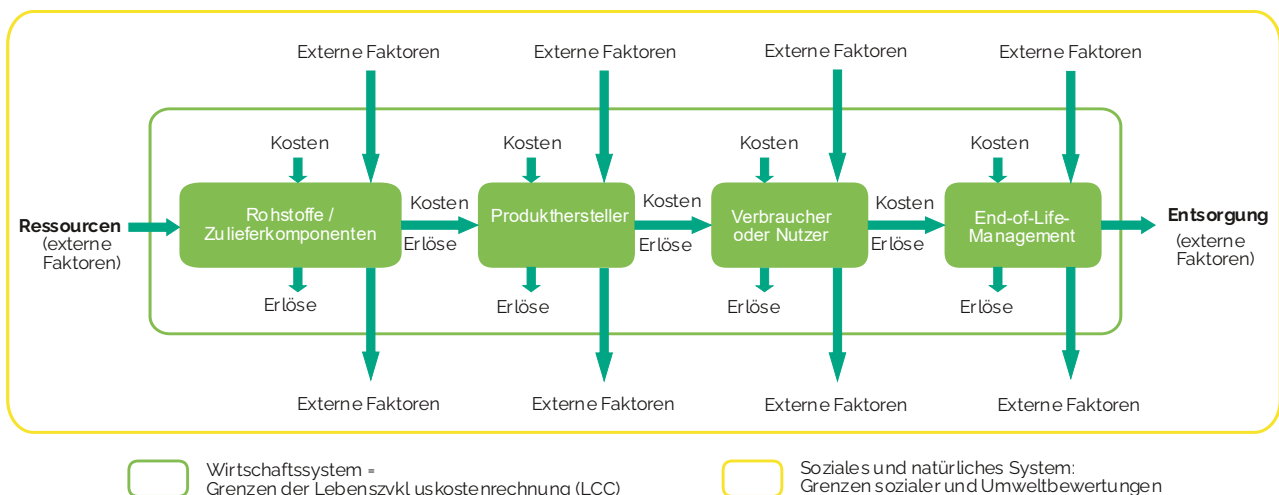 Externe Faktoren Externe Faktoren Externe Faktoren Externe Faktoren
Kosten Kosten Kosten Kosten
Ressourcen
(externe
Faktoren)
Rohstoffe /
Zulieferkomponenten
Kosten
Erlöse
Produkthersteller
Kosten
Erlöse
Verbraucher
oder Nutzer
Kosten
Erlöse
End-of-Life-
Management
Entsorgung
(externe
Faktoren)
Erlöse Erlöse Erlöse Erlöse
Externe Faktoren Externe Faktoren Externe Faktoren Externe Faktoren
Wirtschaftssystem =
Grenzen der Lebenszykluskostenrechnung (LCC)
Soziales und natürliches System:
Grenzen sozialer und Umweltbewertungen